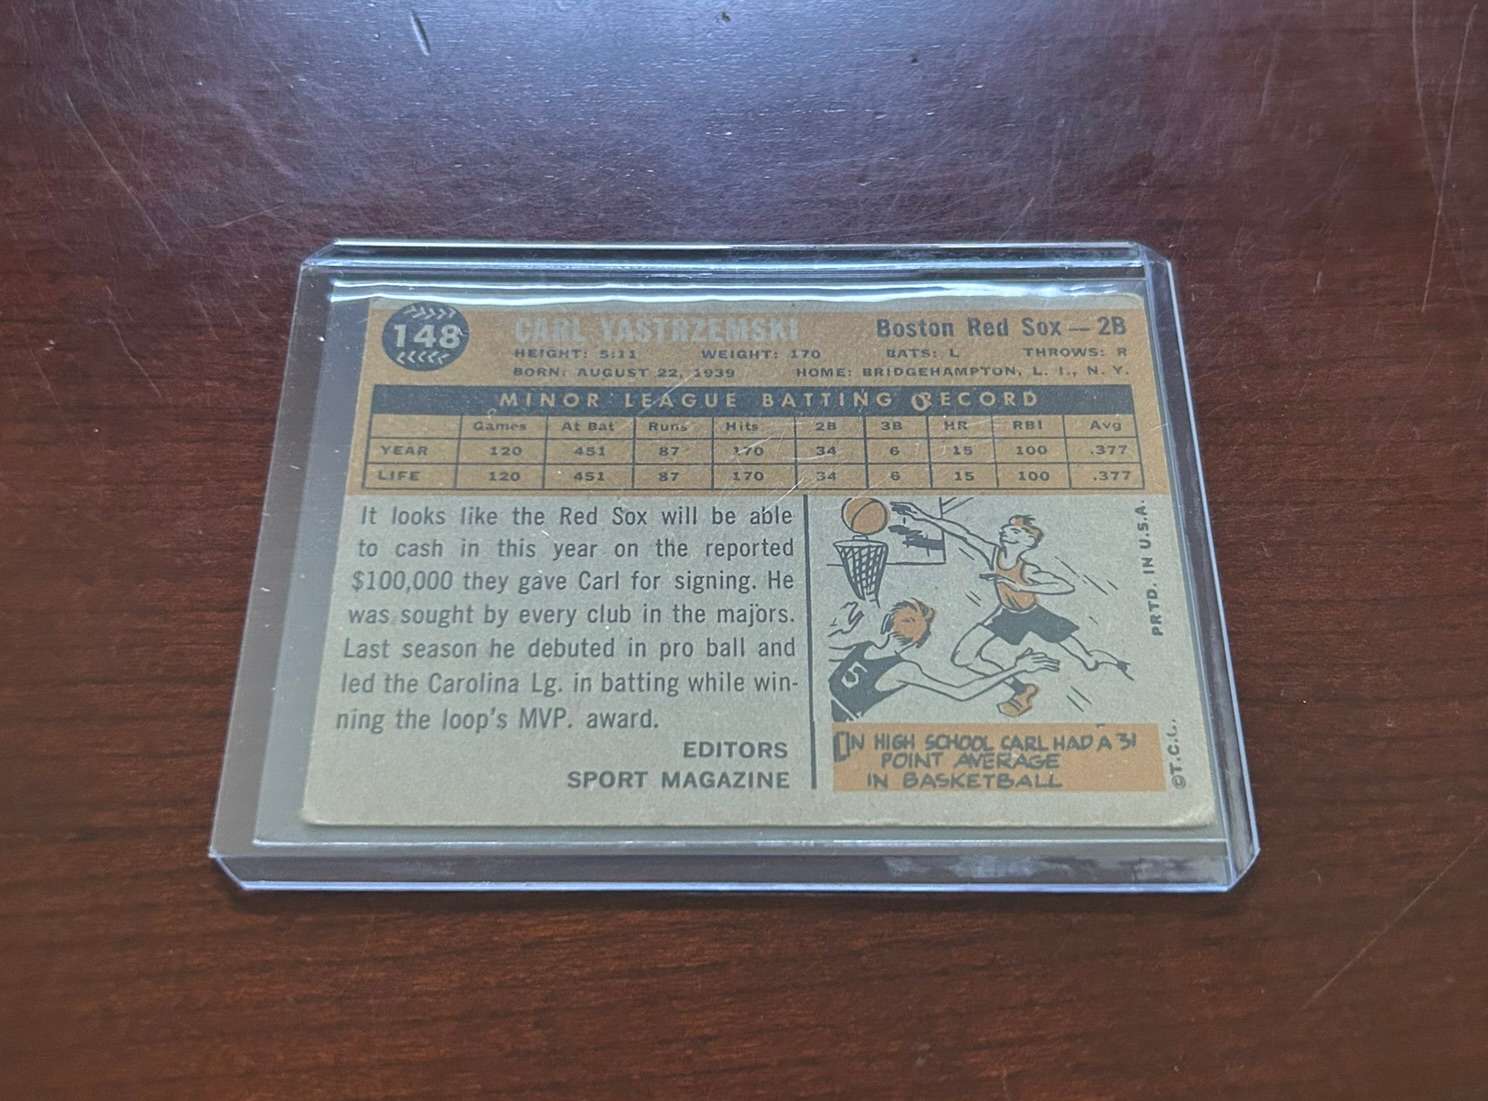 148
CARL YASTRZEMSKI
Boston Red Sox — 2B
HEIGHT: 5:11 WEIGHT: 170 BATS: L THROWS: R
BORN: AUGUST 22, 1939 HOME: BRIDGEHAMPTON, L. I., N. Y.
MINOR LEAGUE BATTING RECORD
Games At Bat Runs Hits 2B 3B HR RBI Avg
YEAR 120 451 87 170 34 6 15 100 .377
LIFE 120 451 87 170 34 6 15 100 .377
It looks like the Red Sox will be able
to cash in this year on the reported
$100,000 they gave Carl for signing. He
was sought by every club in the majors.
Last season he debuted in pro ball and
led the Carolina Lg. in batting while win-
ning the loop's MVP. award.
EDITORS
SPORT MAGAZINE
5
IN HIGH SCHOOL CARL HAD A 31
POINT AVERAGE
IN BASKETBALL
©T.C.G. PRTD. IN U.S.A.